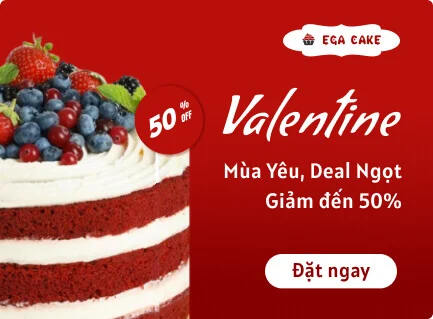 EGA CAKE
50% OFF
Valentine
Mùa Yêu, Deal Ngọt
Giảm đến 50%
Đặt ngay